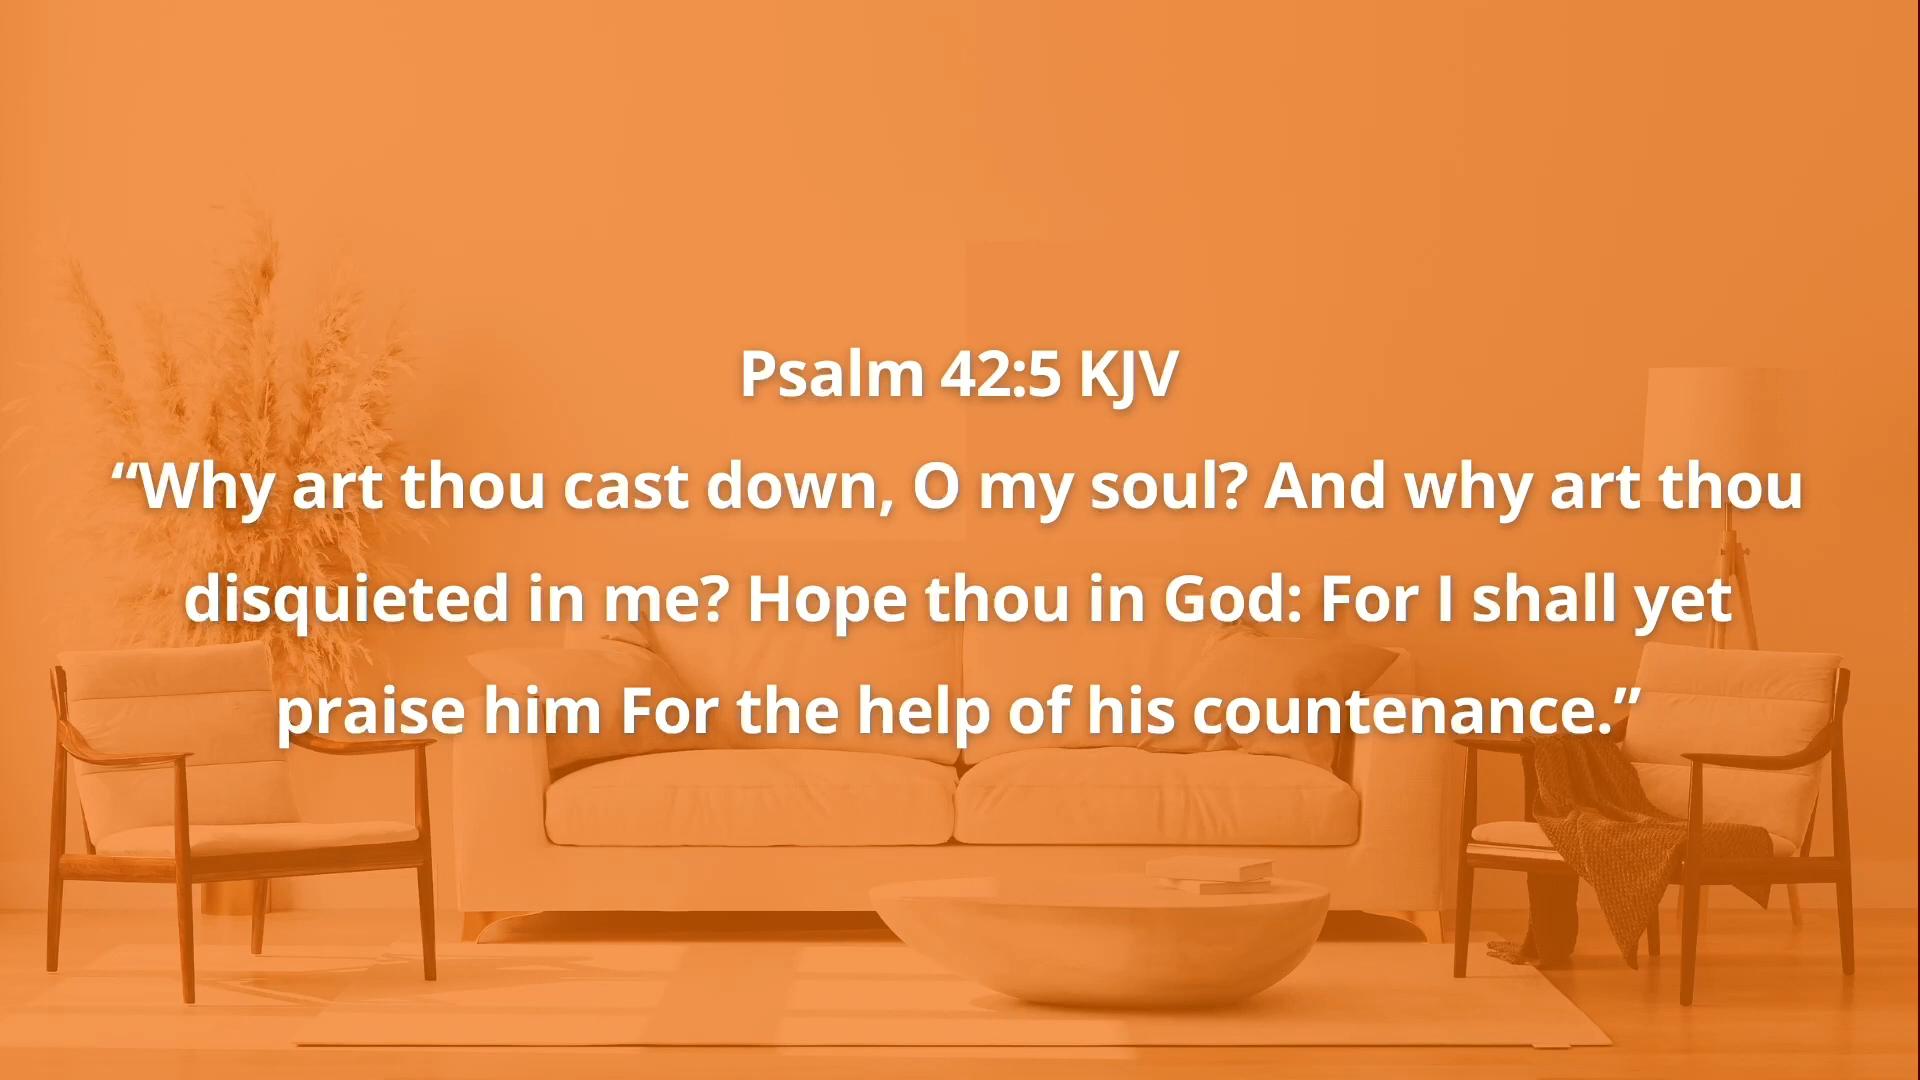 Psalm 42:5 KJV
“Why art thou cast down, O my soul? And why art thou
disquieted in me? Hope thou in God: For I shall yet
praise him For the help of his countenance.”